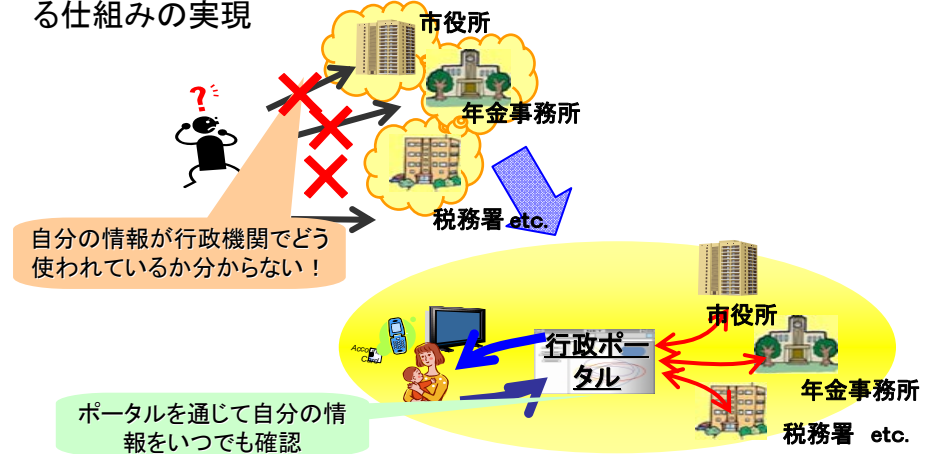 る仕組みの実現
市役所
年金事務所
税務署 etc.
自分の情報が行政機関でどう
使われているか分からない！
市役所
行政ポー
タル
年金事務所
ポータルを通じて自分の情
報をいつでも確認
税務署 etc.